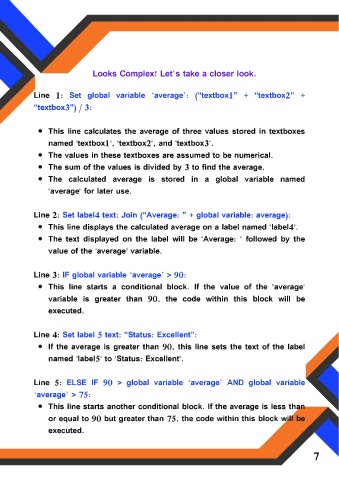 Looks Complex! Let's take a closer look.
Line 1: Set global variable 'average': ("textbox1" + "textbox2" +
"textbox3") / 3:
• This line calculates the average of three values stored in textboxes
named 'textbox1', 'textbox2', and 'textbox3'.
• The values in these textboxes are assumed to be numerical.
• The sum of the values is divided by 3 to find the average.
• The calculated average is stored in a global variable named
'average' for later use.
Line 2: Set label4 text: Join ("Average: " + global variable: average):
• This line displays the calculated average on a label named 'label4'.
• The text displayed on the label will be 'Average: ' followed by the
value of the 'average' variable.
Line 3: IF global variable 'average' > 90:
• This line starts a conditional block. If the value of the 'average'
variable is greater than 90, the code within this block will be
executed.
Line 4: Set label 5 text: "Status: Excellent":
• If the average is greater than 90, this line sets the text of the label
named 'label5' to 'Status: Excellent'.
Line 5: ELSE IF 90 > global variable 'average' AND global variable
'average' > 75:
• This line starts another conditional block. If the average is less than
or equal to 90 but greater than 75, the code within this block will be
executed.
7